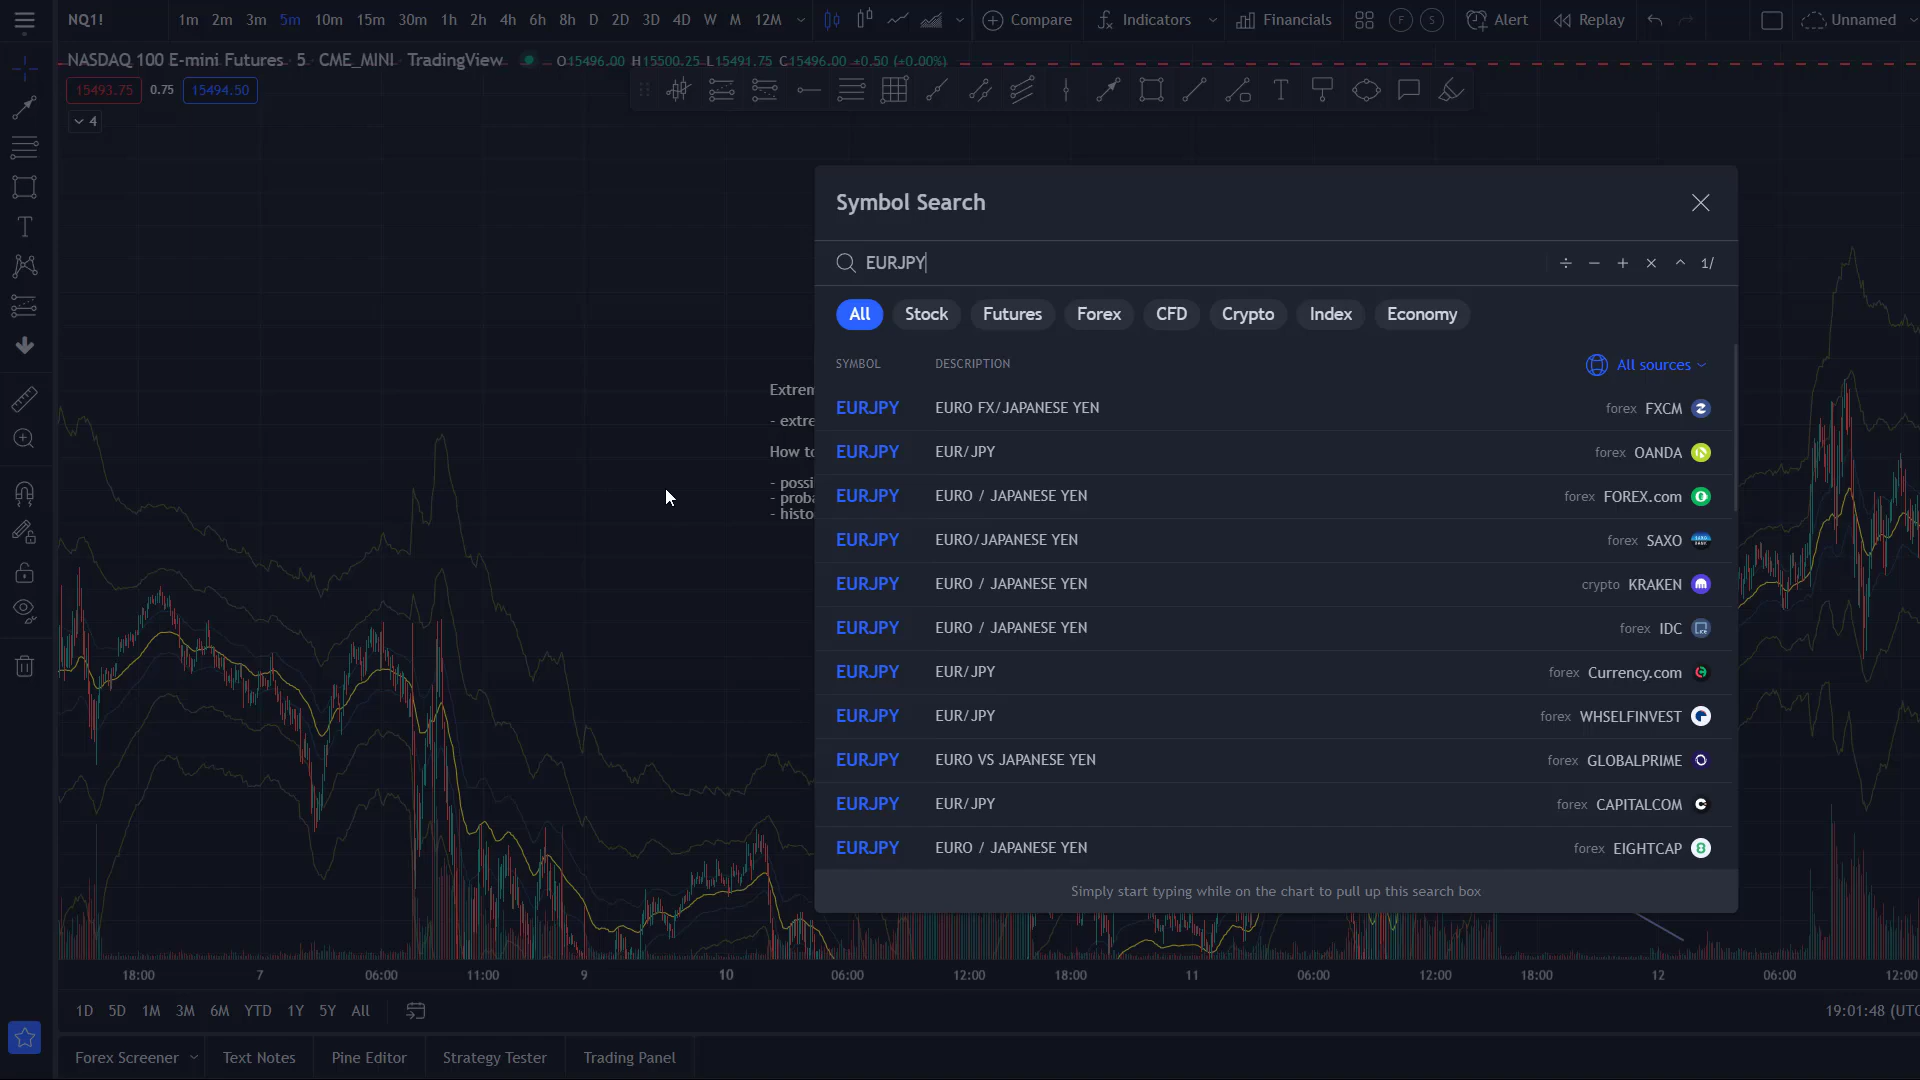 NQ1! 1m 2m 3m 5m 10m 15m 30m 1h 2h 4h 6h 8h D 2D 3D 4D W M 12M Compare Indicators Financials F S Alert Replay Unnamed
NASDAQ 100 E-mini Futures · 5 · CME_MINI · TradingView O15496.00 H15500.25 L15491.75 C15496.00 +0.50 (+0.00%)
15493.75 0.75 15494.50
4
Symbol Search
EURJPY ÷ − + × ^ 1/
All Stock Futures Forex CFD Crypto Index Economy
SYMBOL DESCRIPTION All sources
EURJPY EURO FX/JAPANESE YEN forex FXCM
EURJPY EUR/JPY forex OANDA
EURJPY EURO / JAPANESE YEN forex FOREX.com
EURJPY EURO/JAPANESE YEN forex SAXO
EURJPY EURO / JAPANESE YEN crypto KRAKEN
EURJPY EURO / JAPANESE YEN forex IDC
EURJPY EUR/JPY forex Currency.com
EURJPY EUR/JPY forex WHSELFINVEST
EURJPY EURO VS JAPANESE YEN forex GLOBALPRIME
EURJPY EUR/JPY forex CAPITALCOM
EURJPY EURO / JAPANESE YEN forex EIGHTCAP
Simply start typing while on the chart to pull up this search box
Extrem
- extre
How to
- possi
- proba
- histo
18:00 7 06:00 11:00 9 10 06:00 12:00 18:00 11 06:00 12:00 18:00 12 06:00 12:00
1D 5D 1M 3M 6M YTD 1Y 5Y All 19:01:48 (UTC
Forex Screener Text Notes Pine Editor Strategy Tester Trading Panel